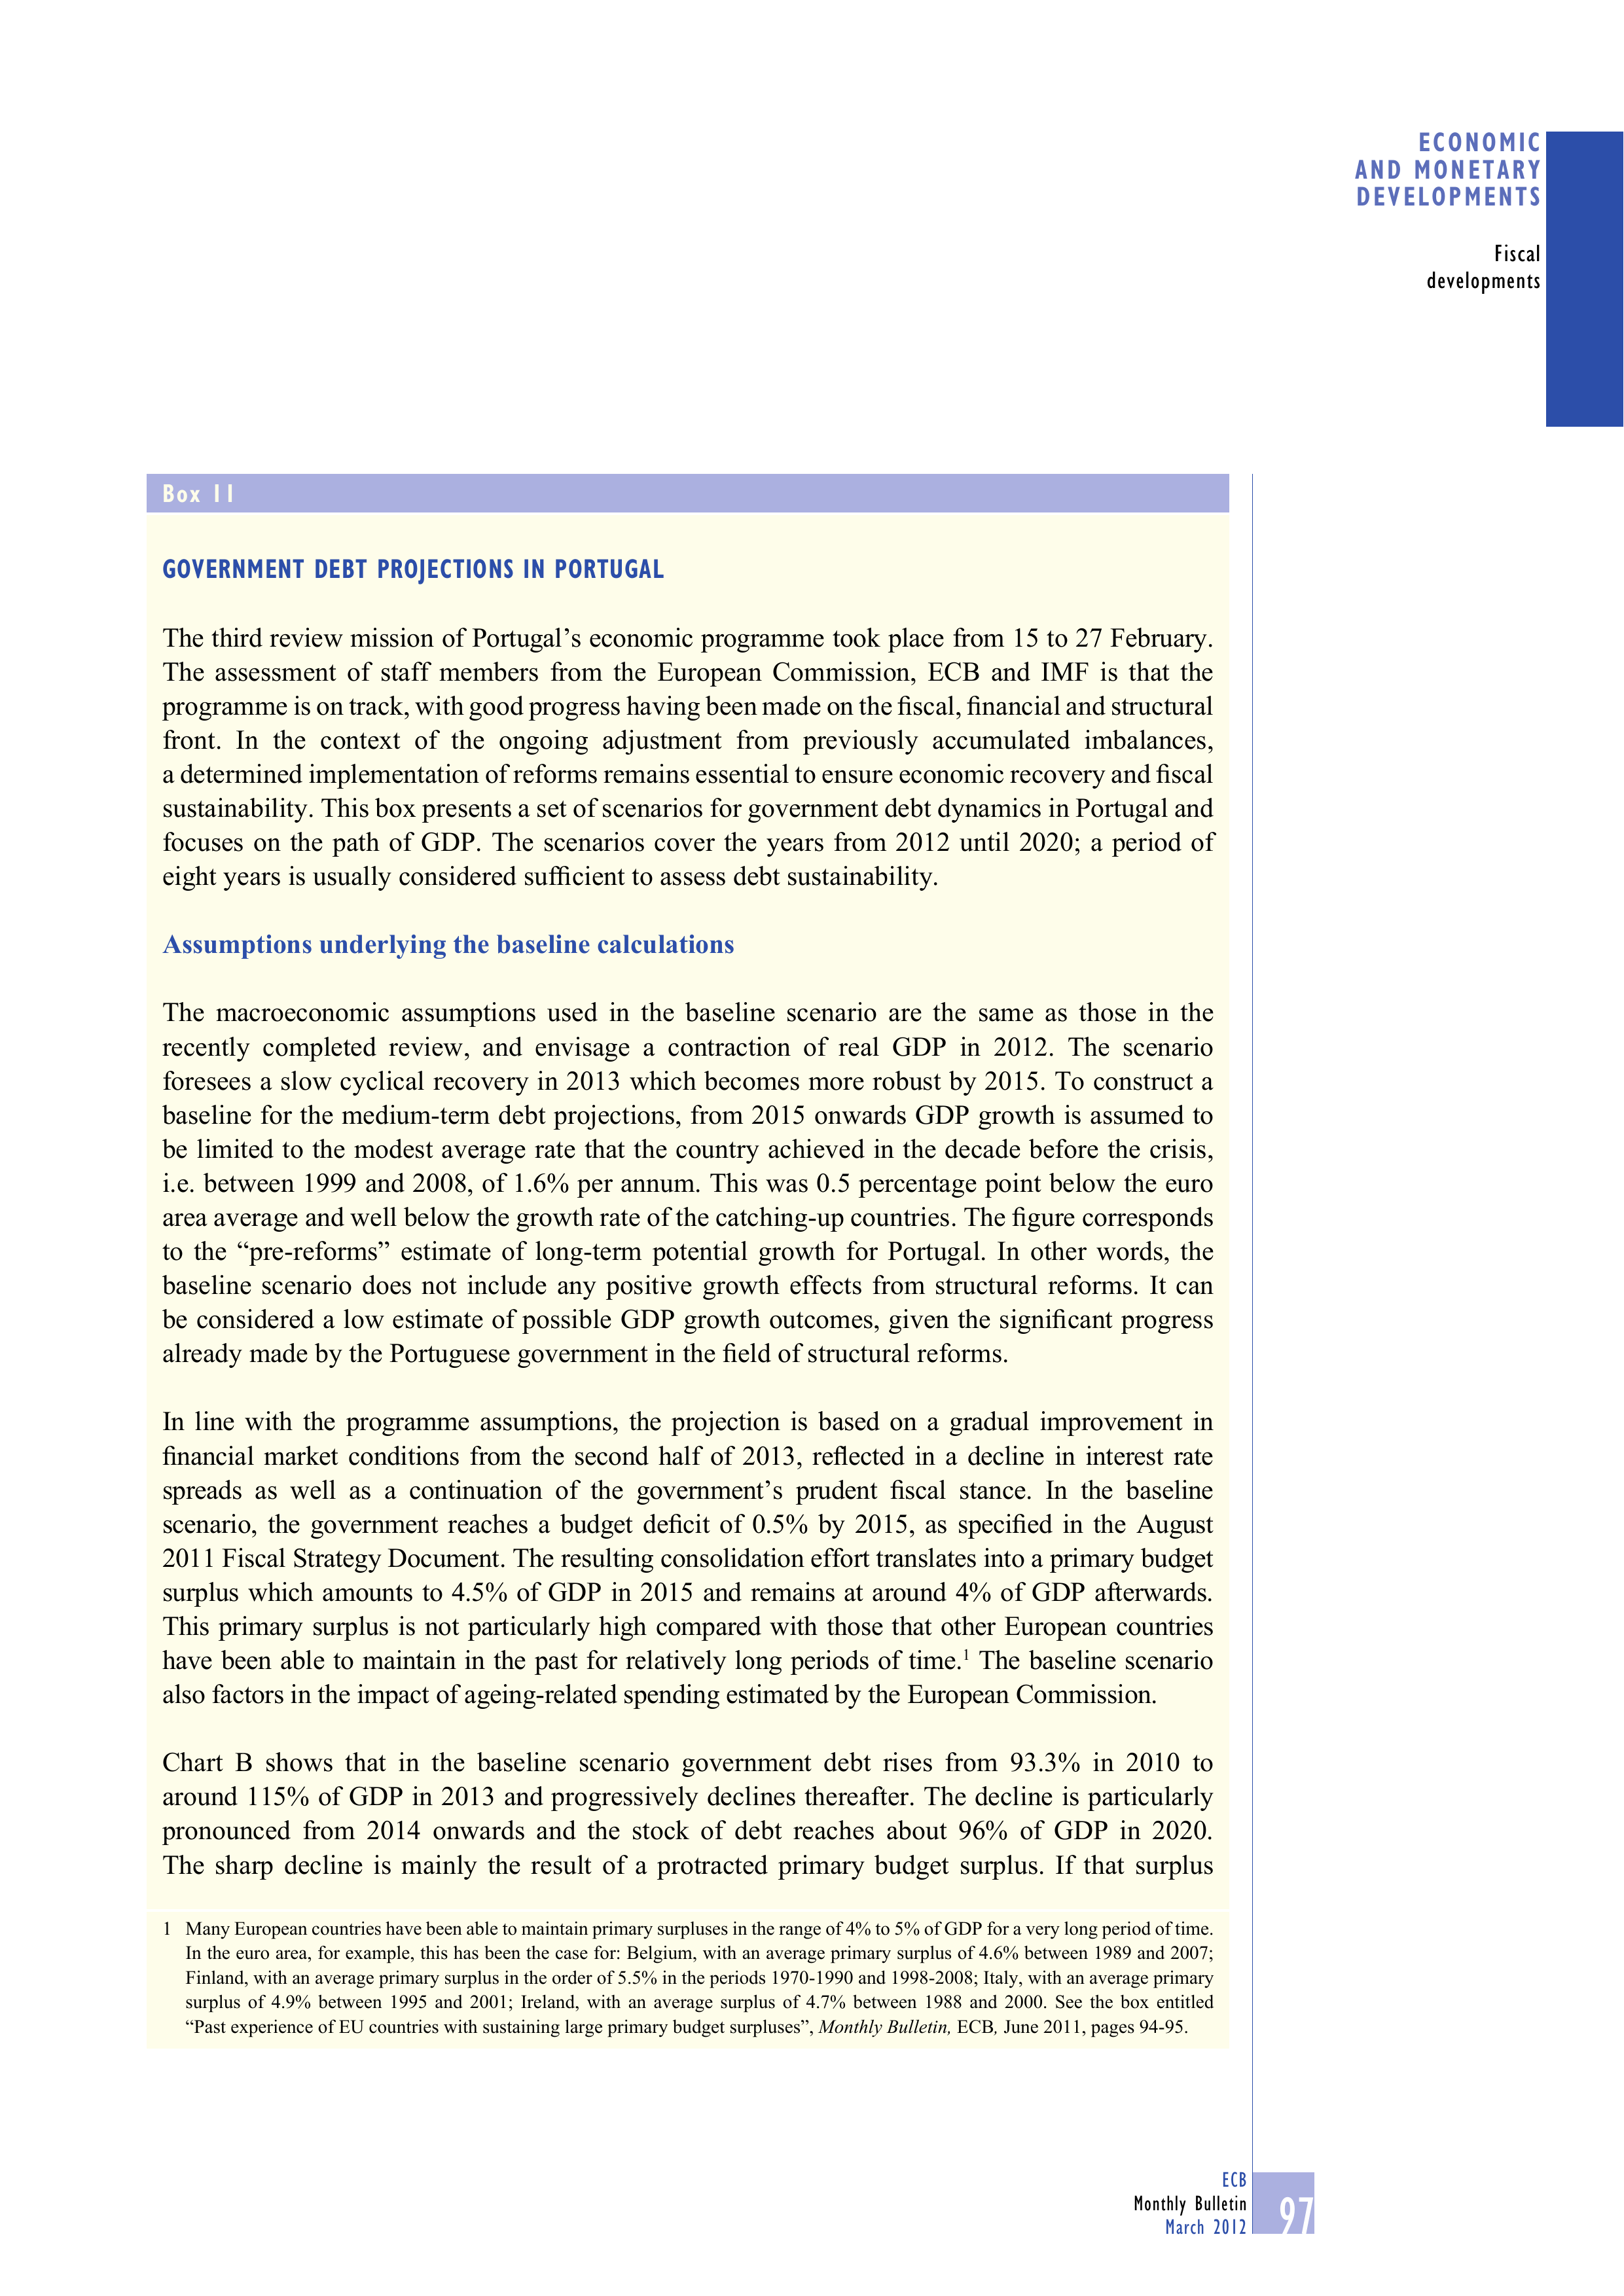 ECONOMIC
AND MONETARY
DEVELOPMENTS
Fiscal
developments
Box 11
GOVERNMENT DEBT PROJECTIONS IN PORTUGAL
The third review mission of Portugal’s economic programme took place from 15 to 27 February.
The assessment of staff members from the European Commission, ECB and IMF is that the
programme is on track, with good progress having been made on the fiscal, financial and structural
front. In the context of the ongoing adjustment from previously accumulated imbalances,
a determined implementation of reforms remains essential to ensure economic recovery and fiscal
sustainability. This box presents a set of scenarios for government debt dynamics in Portugal and
focuses on the path of GDP. The scenarios cover the years from 2012 until 2020; a period of
eight years is usually considered sufficient to assess debt sustainability.
Assumptions underlying the baseline calculations
The macroeconomic assumptions used in the baseline scenario are the same as those in the
recently completed review, and envisage a contraction of real GDP in 2012. The scenario
foresees a slow cyclical recovery in 2013 which becomes more robust by 2015. To construct a
baseline for the medium-term debt projections, from 2015 onwards GDP growth is assumed to
be limited to the modest average rate that the country achieved in the decade before the crisis,
i.e. between 1999 and 2008, of 1.6% per annum. This was 0.5 percentage point below the euro
area average and well below the growth rate of the catching-up countries. The figure corresponds
to the “pre-reforms” estimate of long-term potential growth for Portugal. In other words, the
baseline scenario does not include any positive growth effects from structural reforms. It can
be considered a low estimate of possible GDP growth outcomes, given the significant progress
already made by the Portuguese government in the field of structural reforms.
In line with the programme assumptions, the projection is based on a gradual improvement in
financial market conditions from the second half of 2013, reflected in a decline in interest rate
spreads as well as a continuation of the government’s prudent fiscal stance. In the baseline
scenario, the government reaches a budget deficit of 0.5% by 2015, as specified in the August
2011 Fiscal Strategy Document. The resulting consolidation effort translates into a primary budget
surplus which amounts to 4.5% of GDP in 2015 and remains at around 4% of GDP afterwards.
This primary surplus is not particularly high compared with those that other European countries
have been able to maintain in the past for relatively long periods of time.1 The baseline scenario
also factors in the impact of ageing-related spending estimated by the European Commission.
Chart B shows that in the baseline scenario government debt rises from 93.3% in 2010 to
around 115% of GDP in 2013 and progressively declines thereafter. The decline is particularly
pronounced from 2014 onwards and the stock of debt reaches about 96% of GDP in 2020.
The sharp decline is mainly the result of a protracted primary budget surplus. If that surplus
1 Many European countries have been able to maintain primary surpluses in the range of 4% to 5% of GDP for a very long period of time.
In the euro area, for example, this has been the case for: Belgium, with an average primary surplus of 4.6% between 1989 and 2007;
Finland, with an average primary surplus in the order of 5.5% in the periods 1970-1990 and 1998-2008; Italy, with an average primary
surplus of 4.9% between 1995 and 2001; Ireland, with an average surplus of 4.7% between 1988 and 2000. See the box entitled
“Past experience of EU countries with sustaining large primary budget surpluses”, Monthly Bulletin, ECB, June 2011, pages 94-95.
ECB
Monthly Bulletin
March 2012
97